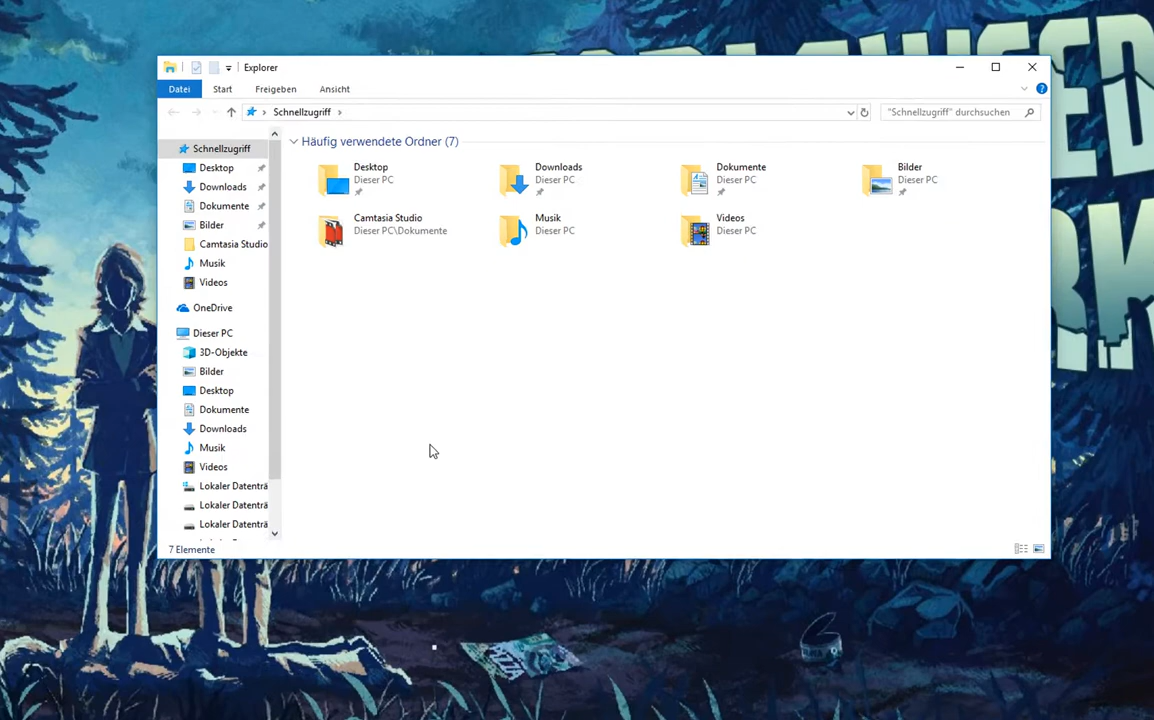 Explorer
Datei Start Freigeben Ansicht
Schnellzugriff
"Schnellzugriff" durchsuchen
Schnellzugriff
Desktop
Downloads
Dokumente
Bilder
Camtasia Studio
Musik
Videos
OneDrive
Dieser PC
3D-Objekte
Bilder
Desktop
Dokumente
Downloads
Musik
Videos
Lokaler Datenträ
Lokaler Datenträ
Lokaler Datenträ
Häufig verwendete Ordner (7)
Desktop
Dieser PC
Downloads
Dieser PC
Dokumente
Dieser PC
Bilder
Dieser PC
Camtasia Studio
Dieser PC\Dokumente
Musik
Dieser PC
Videos
Dieser PC
7 Elemente
PIZZA